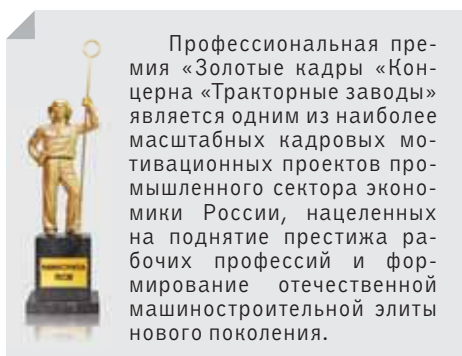 Профессиональная пре-
мия «Золотые кадры «Кон-
церна «Тракторные заводы»
является одним из наиболее
масштабных кадровых мо-
тивационных проектов про-
мышленного сектора эконо-
мики России, нацеленных
на поднятие престижа ра-
бочих профессий и фор-
мирование отечественной
машиностроительной элиты
нового поколения.